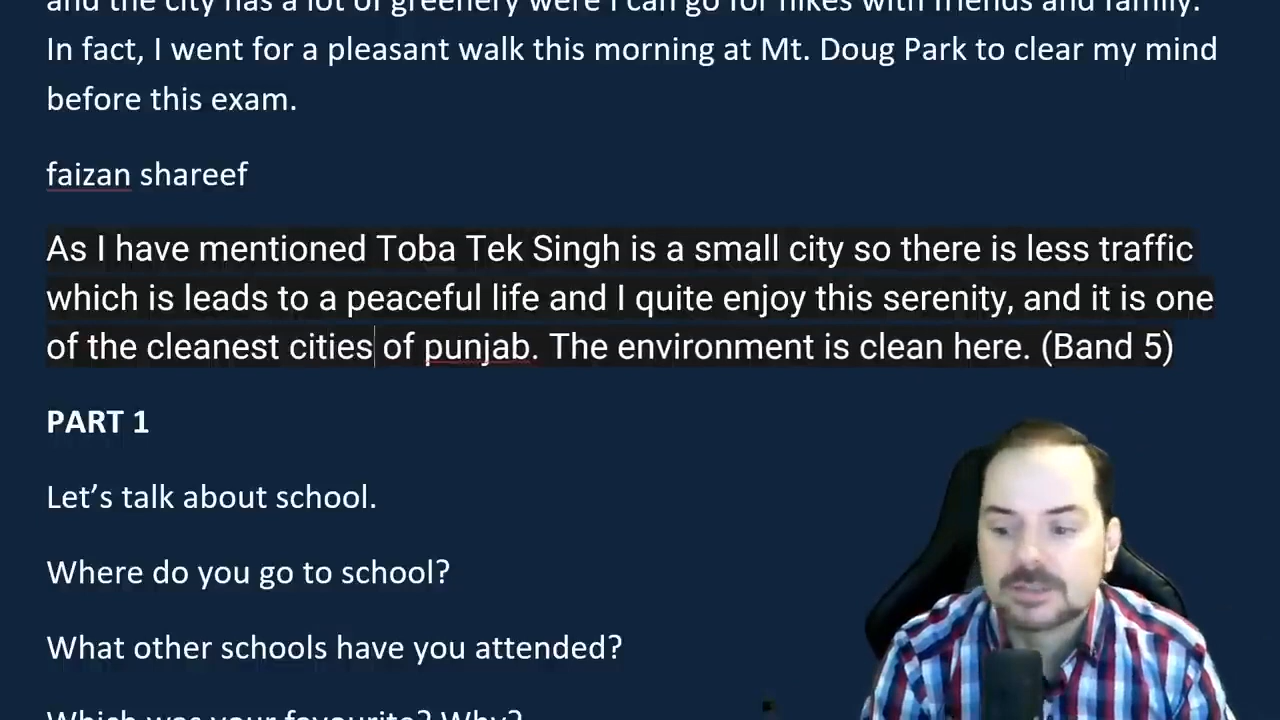 and the city has a lot of greenery were I can go for hikes with friends and family.
In fact, I went for a pleasant walk this morning at Mt. Doug Park to clear my mind
before this exam.
faizan shareef
As I have mentioned Toba Tek Singh is a small city so there is less traffic
which is leads to a peaceful life and I quite enjoy this serenity, and it is one
of the cleanest cities of punjab. The environment is clean here. (Band 5)
PART 1
Let’s talk about school.
Where do you go to school?
What other schools have you attended?
Which was your favourite? Why?